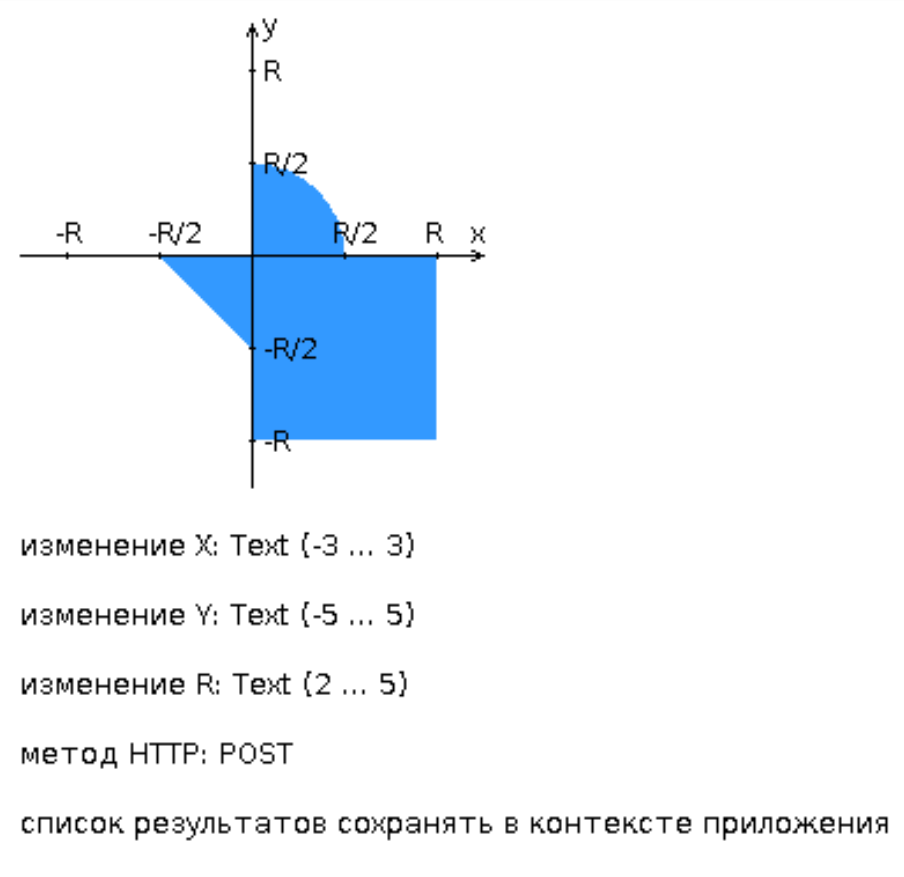 y
R
R/2
-R
-R/2
R/2
R
x
-R/2
-R
изменение X: Text (-3 ... 3)
изменение Y: Text (-5 ... 5)
изменение R: Text (2 ... 5)
метод HTTP: POST
список результатов сохранять в контексте приложения